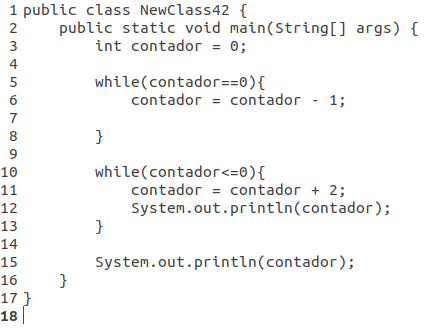 1 public class NewClass42 {
2     public static void main(String[] args) {
3         int contador = 0;
4
5         while(contador==0){
6             contador = contador - 1;
7
8         }
9
10         while(contador<=0){
11             contador = contador + 2;
12             System.out.println(contador);
13         }
14
15         System.out.println(contador);
16     }
17 }
18